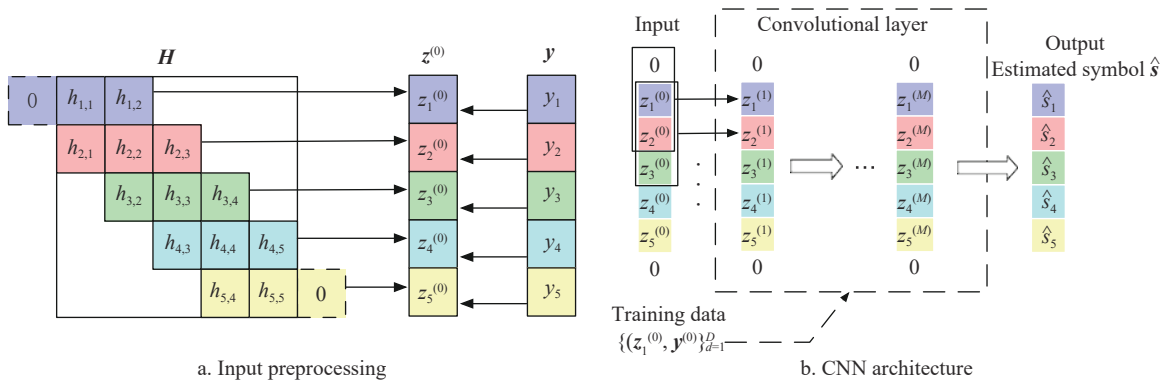 H z^(0) y
0 h_{1,1} h_{1,2} z_1^(0) y_1
h_{2,1} h_{2,2} h_{2,3} z_2^(0) y_2
h_{3,2} h_{3,3} h_{3,4} z_3^(0) y_3
h_{4,3} h_{4,4} h_{4,5} z_4^(0) y_4
h_{5,4} h_{5,5} 0 z_5^(0) y_5
a. Input preprocessing
Input Convolutional layer
Output
Estimated symbol ŝ
0 0 0
z_1^(0) z_1^(1) z_1^(M) ŝ_1
z_2^(0) z_2^(1) z_2^(M) ŝ_2
z_3^(0) z_3^(1) ... z_3^(M) ŝ_3
z_4^(0) z_4^(1) z_4^(M) ŝ_4
z_5^(0) z_5^(1) z_5^(M) ŝ_5
0 0 0
Training data
{(z_1^(0), y^(0)}_{d=1}^D
b. CNN architecture